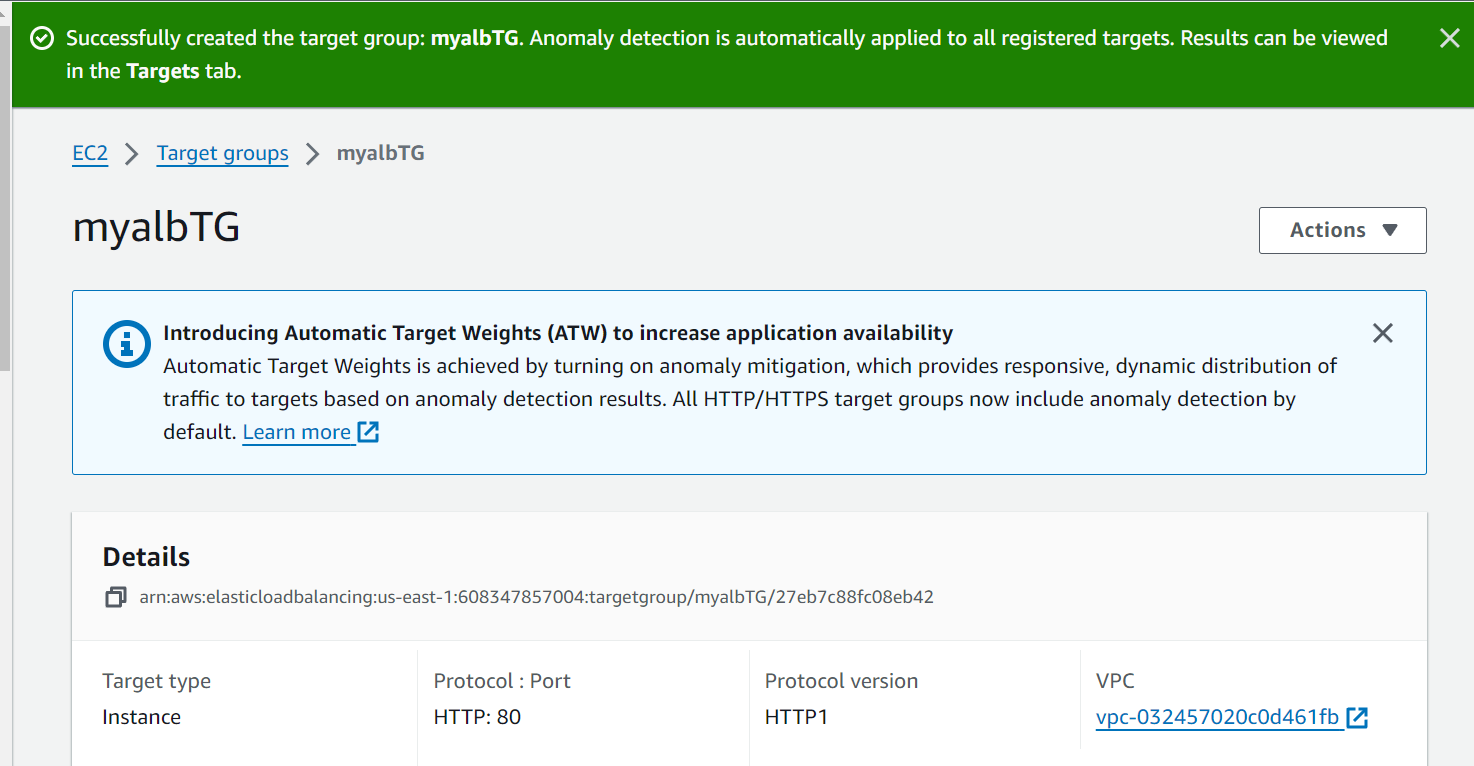 Successfully created the target group: myalbTG. Anomaly detection is automatically applied to all registered targets. Results can be viewed
in the Targets tab.
EC2 > Target groups > myalbTG
myalbTG
Actions
Introducing Automatic Target Weights (ATW) to increase application availability
Automatic Target Weights is achieved by turning on anomaly mitigation, which provides responsive, dynamic distribution of
traffic to targets based on anomaly detection results. All HTTP/HTTPS target groups now include anomaly detection by
default. Learn more
Details
arn:aws:elasticloadbalancing:us-east-1:608347857004:targetgroup/myalbTG/27eb7c88fc08eb42
Target type
Instance
Protocol : Port
HTTP: 80
Protocol version
HTTP1
VPC
vpc-032457020c0d461fb